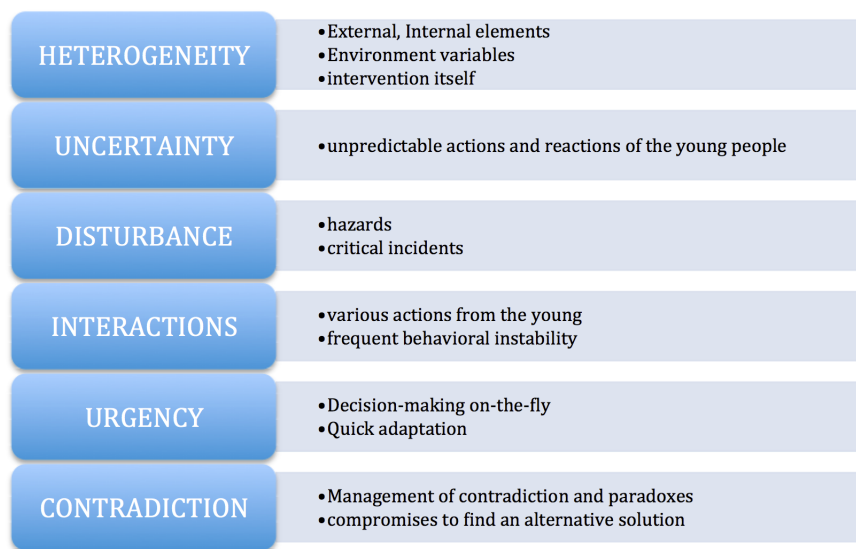 HETEROGENEITY
•External, Internal elements
•Environment variables
•intervention itself
UNCERTAINTY
•unpredictable actions and reactions of the young people
DISTURBANCE
•hazards
•critical incidents
INTERACTIONS
•various actions from the young
•frequent behavioral instability
URGENCY
•Decision-making on-the-fly
•Quick adaptation
CONTRADICTION
•Management of contradiction and paradoxes
•compromises to find an alternative solution